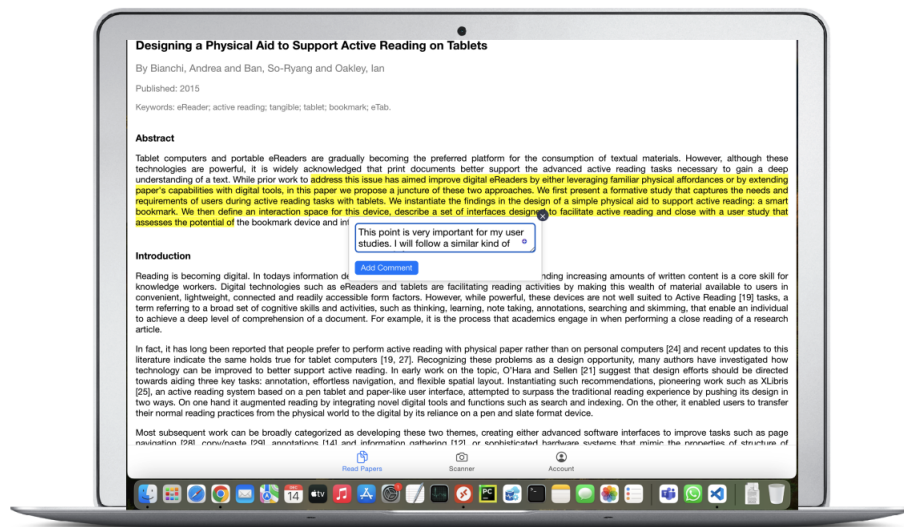 Designing a Physical Aid to Support Active Reading on Tablets
By Bianchi, Andrea and Ban, So-Ryang and Oakley, Ian
Published: 2015
Keywords: eReader; active reading; tangible; tablet; bookmark; eTab.
Abstract
Tablet computers and portable eReaders are gradually becoming the preferred platform for the consumption of textual materials. However, although these
technologies are powerful, it is widely acknowledged that print documents better support the advanced active reading tasks necessary to gain a deep
understanding of a text. While prior work to address this issue has aimed improve digital eReaders by either leveraging familiar physical affordances or by extending
paper's capabilities with digital tools, in this paper we propose a juncture of these two approaches. We first present a formative study that captures the needs and
requirements of users during active reading tasks with tablets. We instantiate the findings in the design of a simple physical aid to support active reading: a smart
bookmark. We then define an interaction space for this device, describe a set of interfaces designed to facilitate active reading and close with a user study that
assesses the potential of the bookmark device and
This point is very important for my user
studies. I will follow a similar kind of
Add Comment
Introduction
Reading is becoming digital. In todays information increasing amounts of written content is a core skill for
knowledge workers. Digital technologies such as eReaders and tablets are facilitating reading activities by making this wealth of material available to users in
convenient, lightweight, connected and readily accessible form factors. However, while powerful, these devices are not well suited to Active Reading [19] tasks, a
term referring to a broad set of cognitive skills and activities, such as thinking, learning, note taking, annotations, searching and skimming, that enable an individual
to achieve a deep level of comprehension of a document. For example, it is the process that academics engage in when performing a close reading of a research
article.
In fact, it has long been reported that people prefer to perform active reading with physical paper rather than on personal computers [24] and recent updates to this
literature indicate the same holds true for tablet computers [19, 27]. Recognizing these problems as a design opportunity, many authors have investigated how
technology can be improved to better support active reading. In early work on the topic, O'Hara and Sellen [21] suggest that design efforts should be directed
towards aiding three key tasks: annotation, effortless navigation, and flexible spatial layout. Instantiating such recommendations, pioneering work such as XLibris
[25], an active reading system based on a pen tablet and paper-like user interface, attempted to surpass the traditional reading experience by pushing its design in
two ways. On one hand it augmented reading by integrating novel digital tools and functions such as search and indexing. On the other, it enabled users to transfer
their normal reading practices from the physical world to the digital by its reliance on a pen and slate format device.
Most subsequent work can be broadly categorized as developing these two themes, creating either advanced software interfaces to improve tasks such as page
navigation [28], copy/paste [29], annotations [14] and information gathering [12], or sophisticated hardware systems that mimic the properties of structure of
Read Papers
Scanner
Account
14
tv
PC